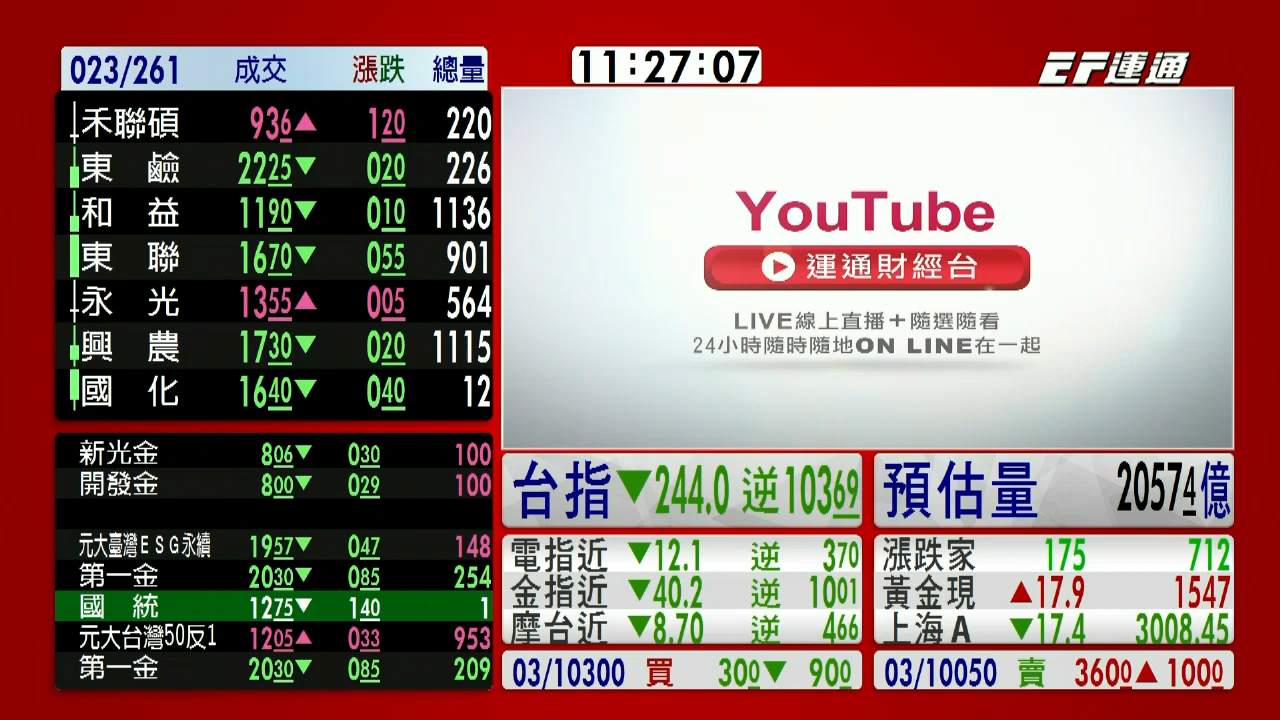 023/261 成交 漲跌 總量
禾聯碩 936▲ 120 220
東 鹼 2225▼ 020 226
和 益 1190▼ 010 1136
東 聯 1670▼ 055 901
永 光 1355▲ 005 564
興 農 1730▼ 020 1115
國 化 1640▼ 040 12
新光金 806▼ 030 100
開發金 800▼ 029 100
元大臺灣ESG永續 1957▼ 047 148
第一金 2030▼ 085 254
國 統 1275▼ 140 1
元大台灣50反1 1205▲ 033 953
第一金 2030▼ 085 209
11:27:07
EF運通
YouTube
運通財經台
LIVE線上直播+隨選隨看
24小時隨時隨地ON LINE在一起
台指▼244.0 逆10369
預估量 20574億
電指近 ▼12.1 逆 370
金指近 ▼40.2 逆 1001
摩台近 ▼8.70 逆 466
漲跌家 175 712
黃金現 ▲17.9 1547
上海A ▼17.4 3008.45
03/10300 買 300▼ 900
03/10050 賣 3600▲ 1000